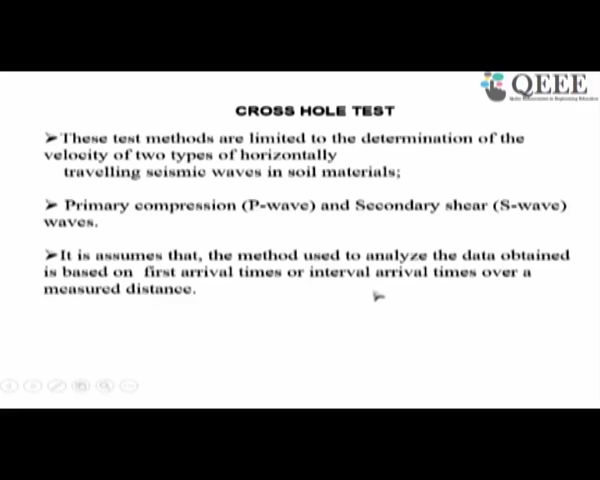 QEEE
CROSS HOLE TEST
➢These test methods are limited to the determination of the
velocity of two types of horizontally
travelling seismic waves in soil materials;
➢ Primary compression (P-wave) and Secondary shear (S-wave)
waves.
➢It is assumes that, the method used to analyze the data obtained
is based on first arrival times or interval arrival times over a
measured distance.